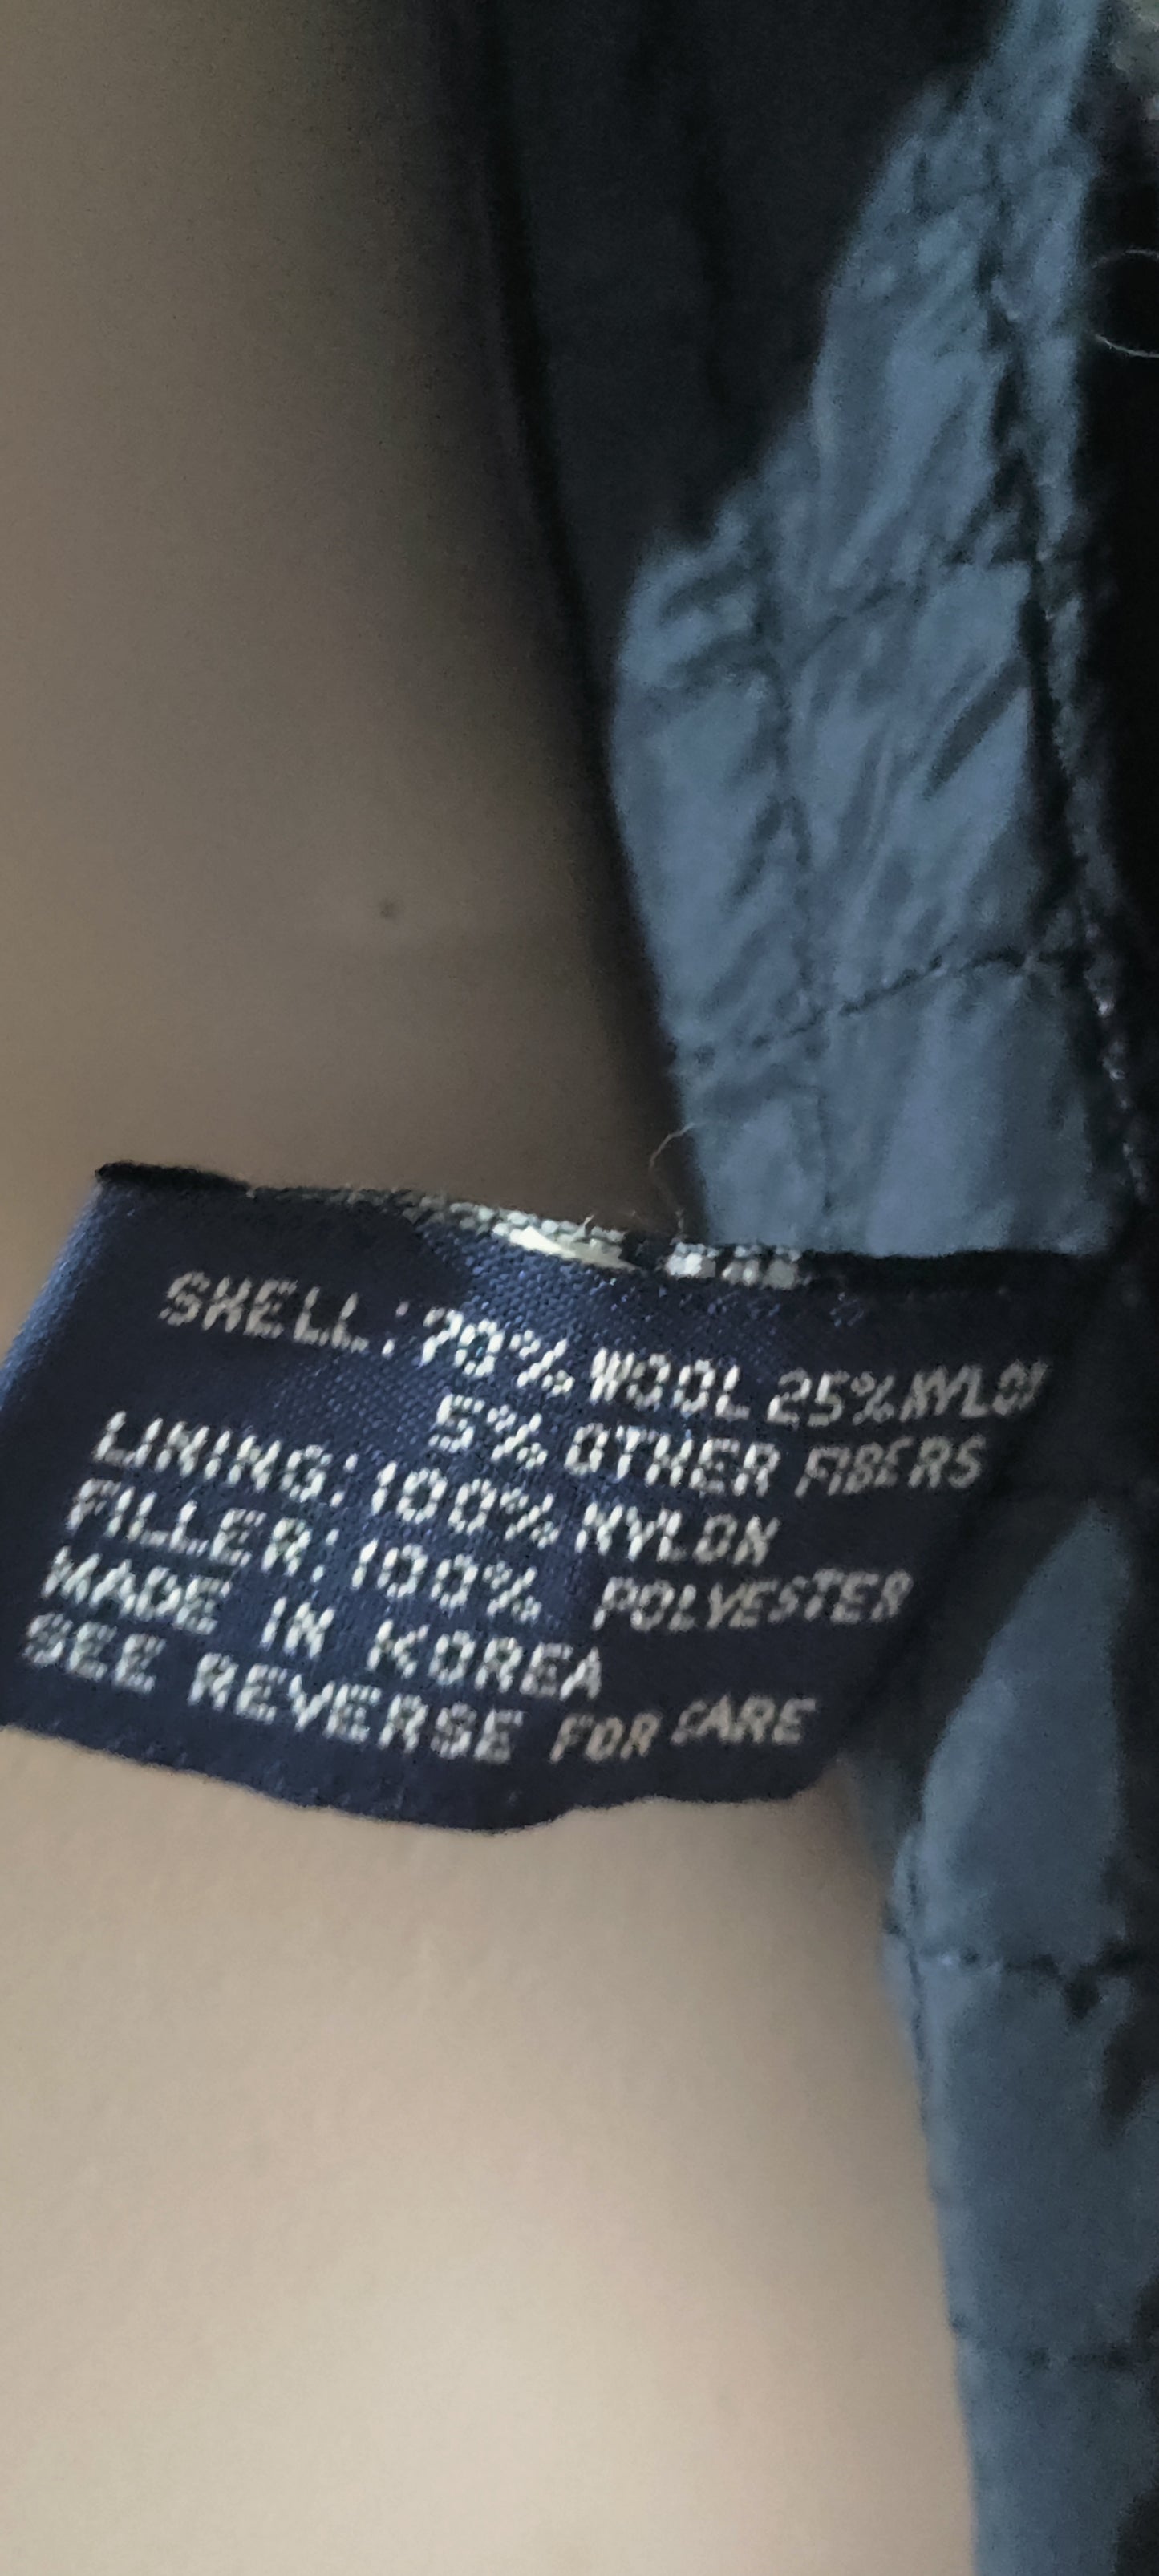 SHELL: 70% WOOL 25% NYLON
5% OTHER FIBERS
LINING: 100% NYLON
FILLER: 100% POLYESTER
MADE IN KOREA
SEE REVERSE FOR CARE